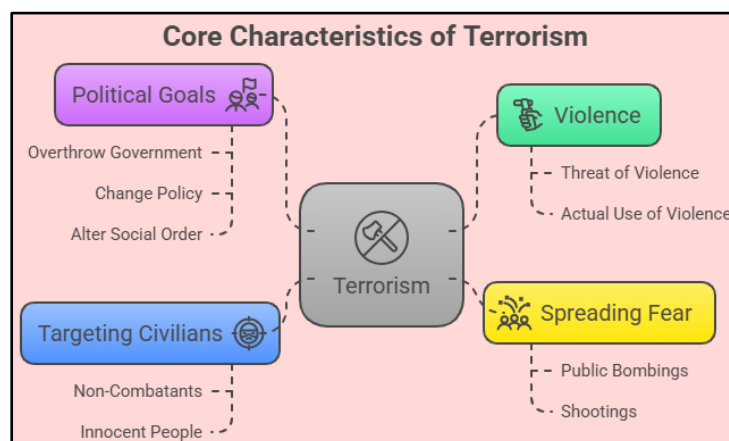 Core Characteristics of Terrorism
Political Goals
Overthrow Government
Change Policy
Alter Social Order
Violence
Threat of Violence
Actual Use of Violence
Terrorism
Targeting Civilians
Non-Combatants
Innocent People
Spreading Fear
Public Bombings
Shootings